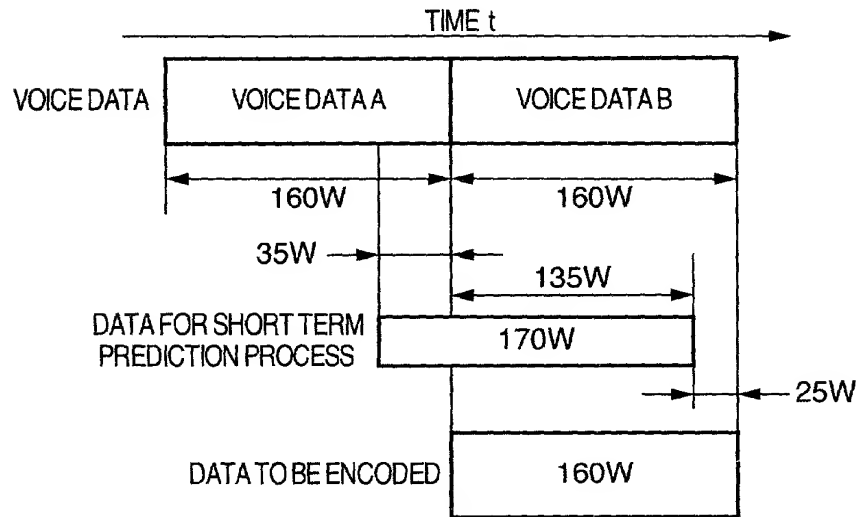 TIME t
VOICE DATA
VOICE DATA A
VOICE DATA B
160W
160W
35W
135W
DATA FOR SHORT TERM
PREDICTION PROCESS
170W
25W
DATA TO BE ENCODED
160W